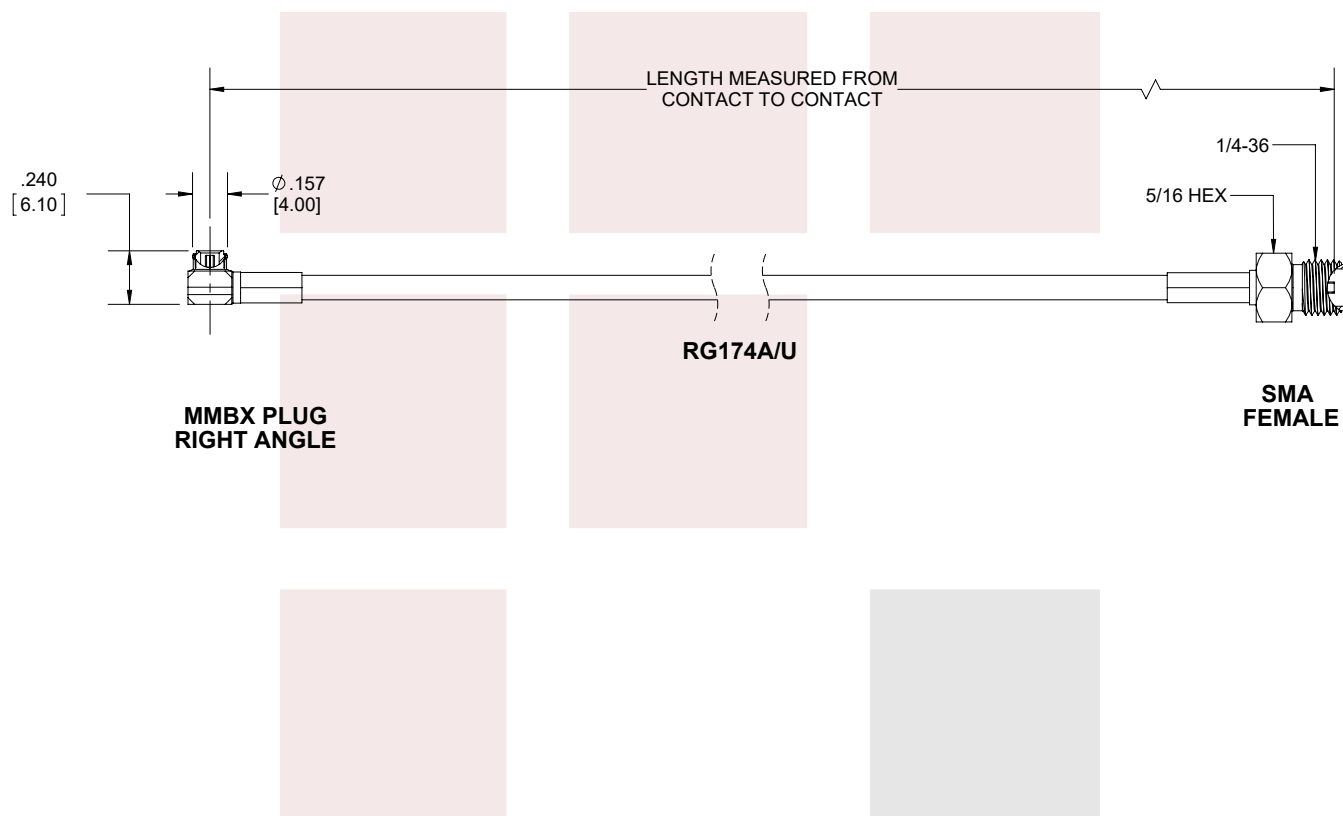 LENGTH MEASURED FROM
CONTACT TO CONTACT
1/4-36
.240
[6.10]
Ø.157
[4.00]
5/16 HEX
RG174A/U
MMBX PLUG
RIGHT ANGLE
SMA
FEMALE